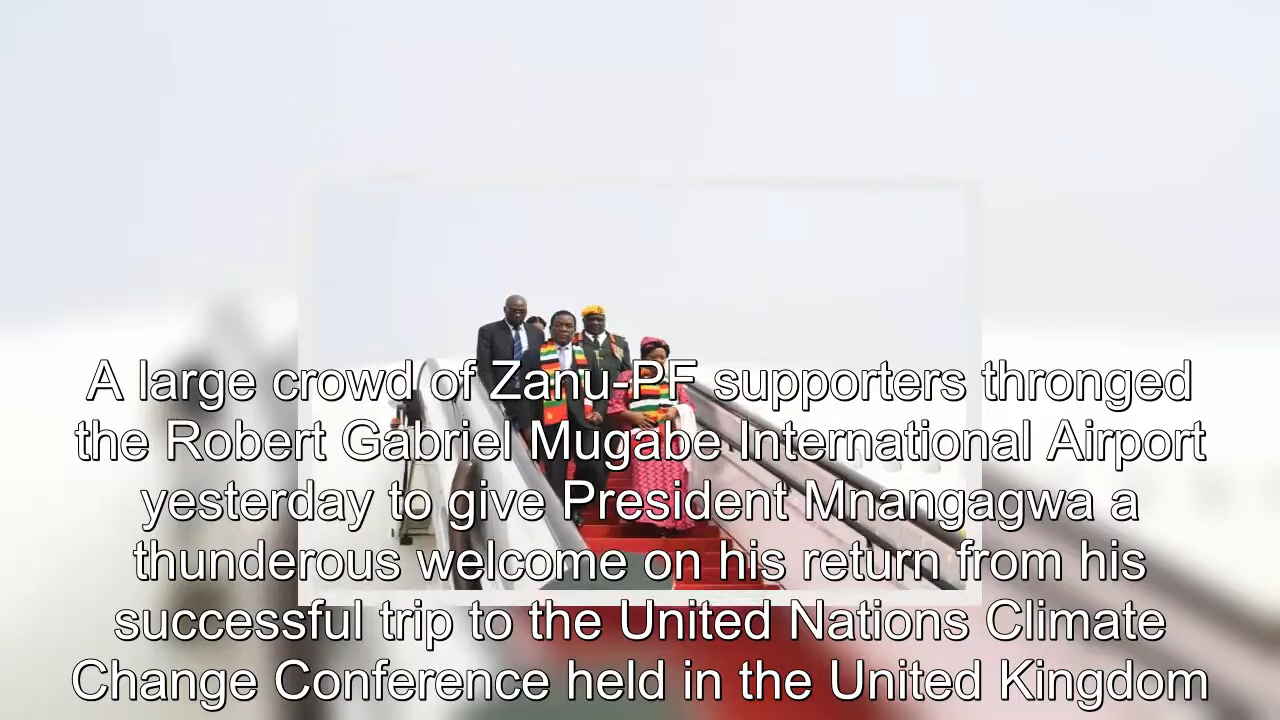 A large crowd of Zanu-PF supporters thronged
the Robert Gabriel Mugabe International Airport
yesterday to give President Mnangagwa a
thunderous welcome on his return from his
successful trip to the United Nations Climate
Change Conference held in the United Kingdom